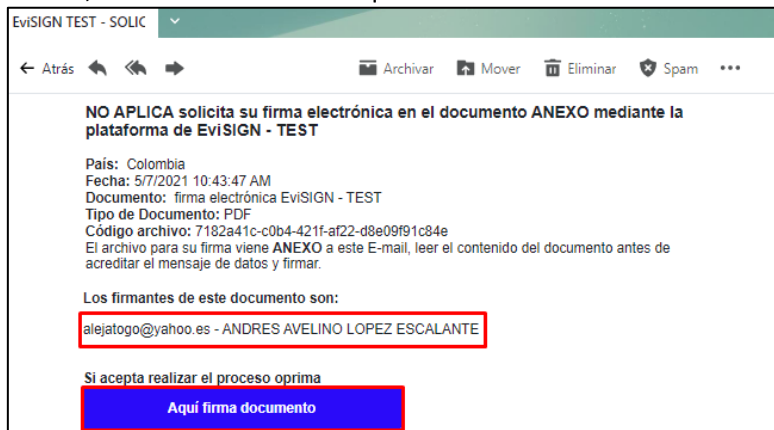 EviSIGN TEST - SOLIC
← Atrás Archivar Mover Eliminar Spam •••
NO APLICA solicita su firma electrónica en el documento ANEXO mediante la
plataforma de EviSIGN - TEST
País: Colombia
Fecha: 5/7/2021 10:43:47 AM
Documento: firma electrónica EviSIGN - TEST
Tipo de Documento: PDF
Código archivo: 7182a41c-c0b4-421f-af22-d8e09f91c84e
El archivo para su firma viene ANEXO a este E-mail, leer el contenido del documento antes de
acreditar el mensaje de datos y firmar.
Los firmantes de este documento son:
alejatogo@yahoo.es - ANDRES AVELINO LOPEZ ESCALANTE
Si acepta realizar el proceso oprima
Aquí firma documento